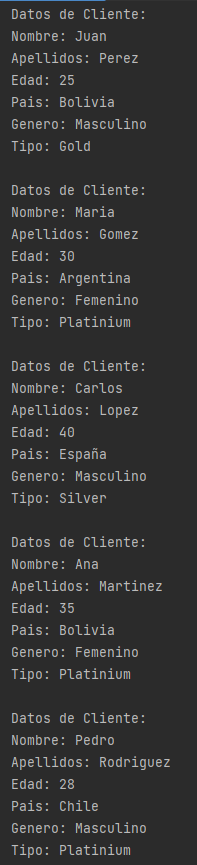 Datos de Cliente:
Nombre: Juan
Apellidos: Perez
Edad: 25
Pais: Bolivia
Genero: Masculino
Tipo: Gold
Datos de Cliente:
Nombre: Maria
Apellidos: Gomez
Edad: 30
Pais: Argentina
Genero: Femenino
Tipo: Platinium
Datos de Cliente:
Nombre: Carlos
Apellidos: Lopez
Edad: 40
Pais: España
Genero: Masculino
Tipo: Silver
Datos de Cliente:
Nombre: Ana
Apellidos: Martinez
Edad: 35
Pais: Bolivia
Genero: Femenino
Tipo: Platinium
Datos de Cliente:
Nombre: Pedro
Apellidos: Rodriguez
Edad: 28
Pais: Chile
Genero: Masculino
Tipo: Platinium